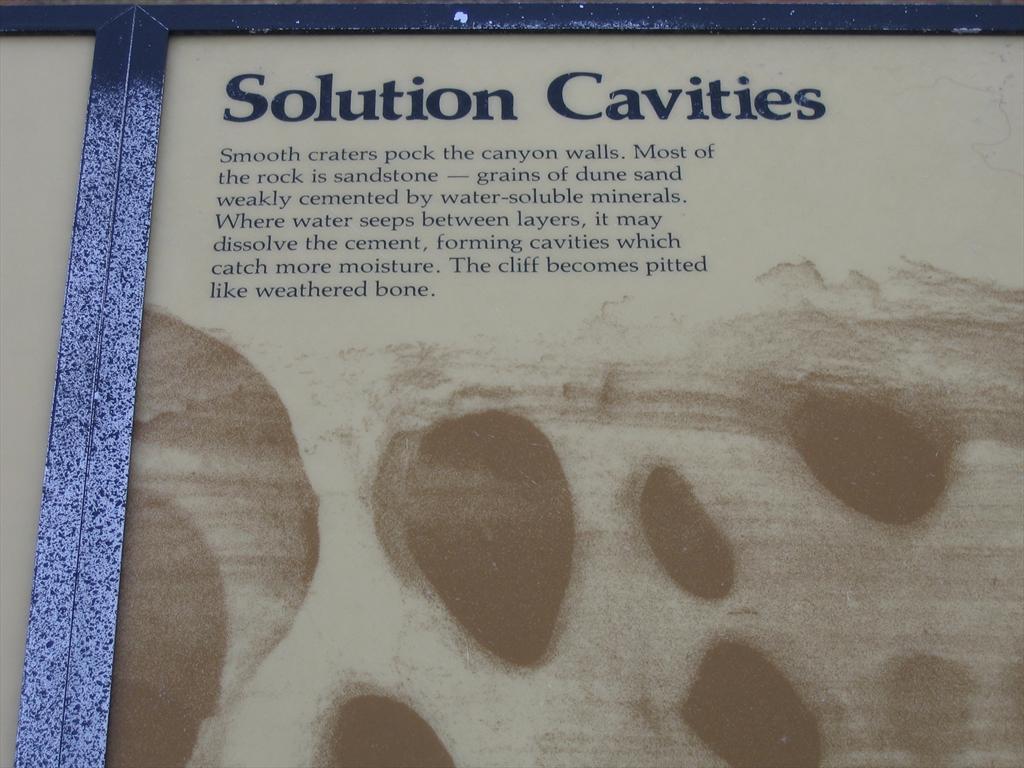 Solution Cavities
Smooth craters pock the canyon walls. Most of
the rock is sandstone — grains of dune sand
weakly cemented by water-soluble minerals.
Where water seeps between layers, it may
dissolve the cement, forming cavities which
catch more moisture. The cliff becomes pitted
like weathered bone.